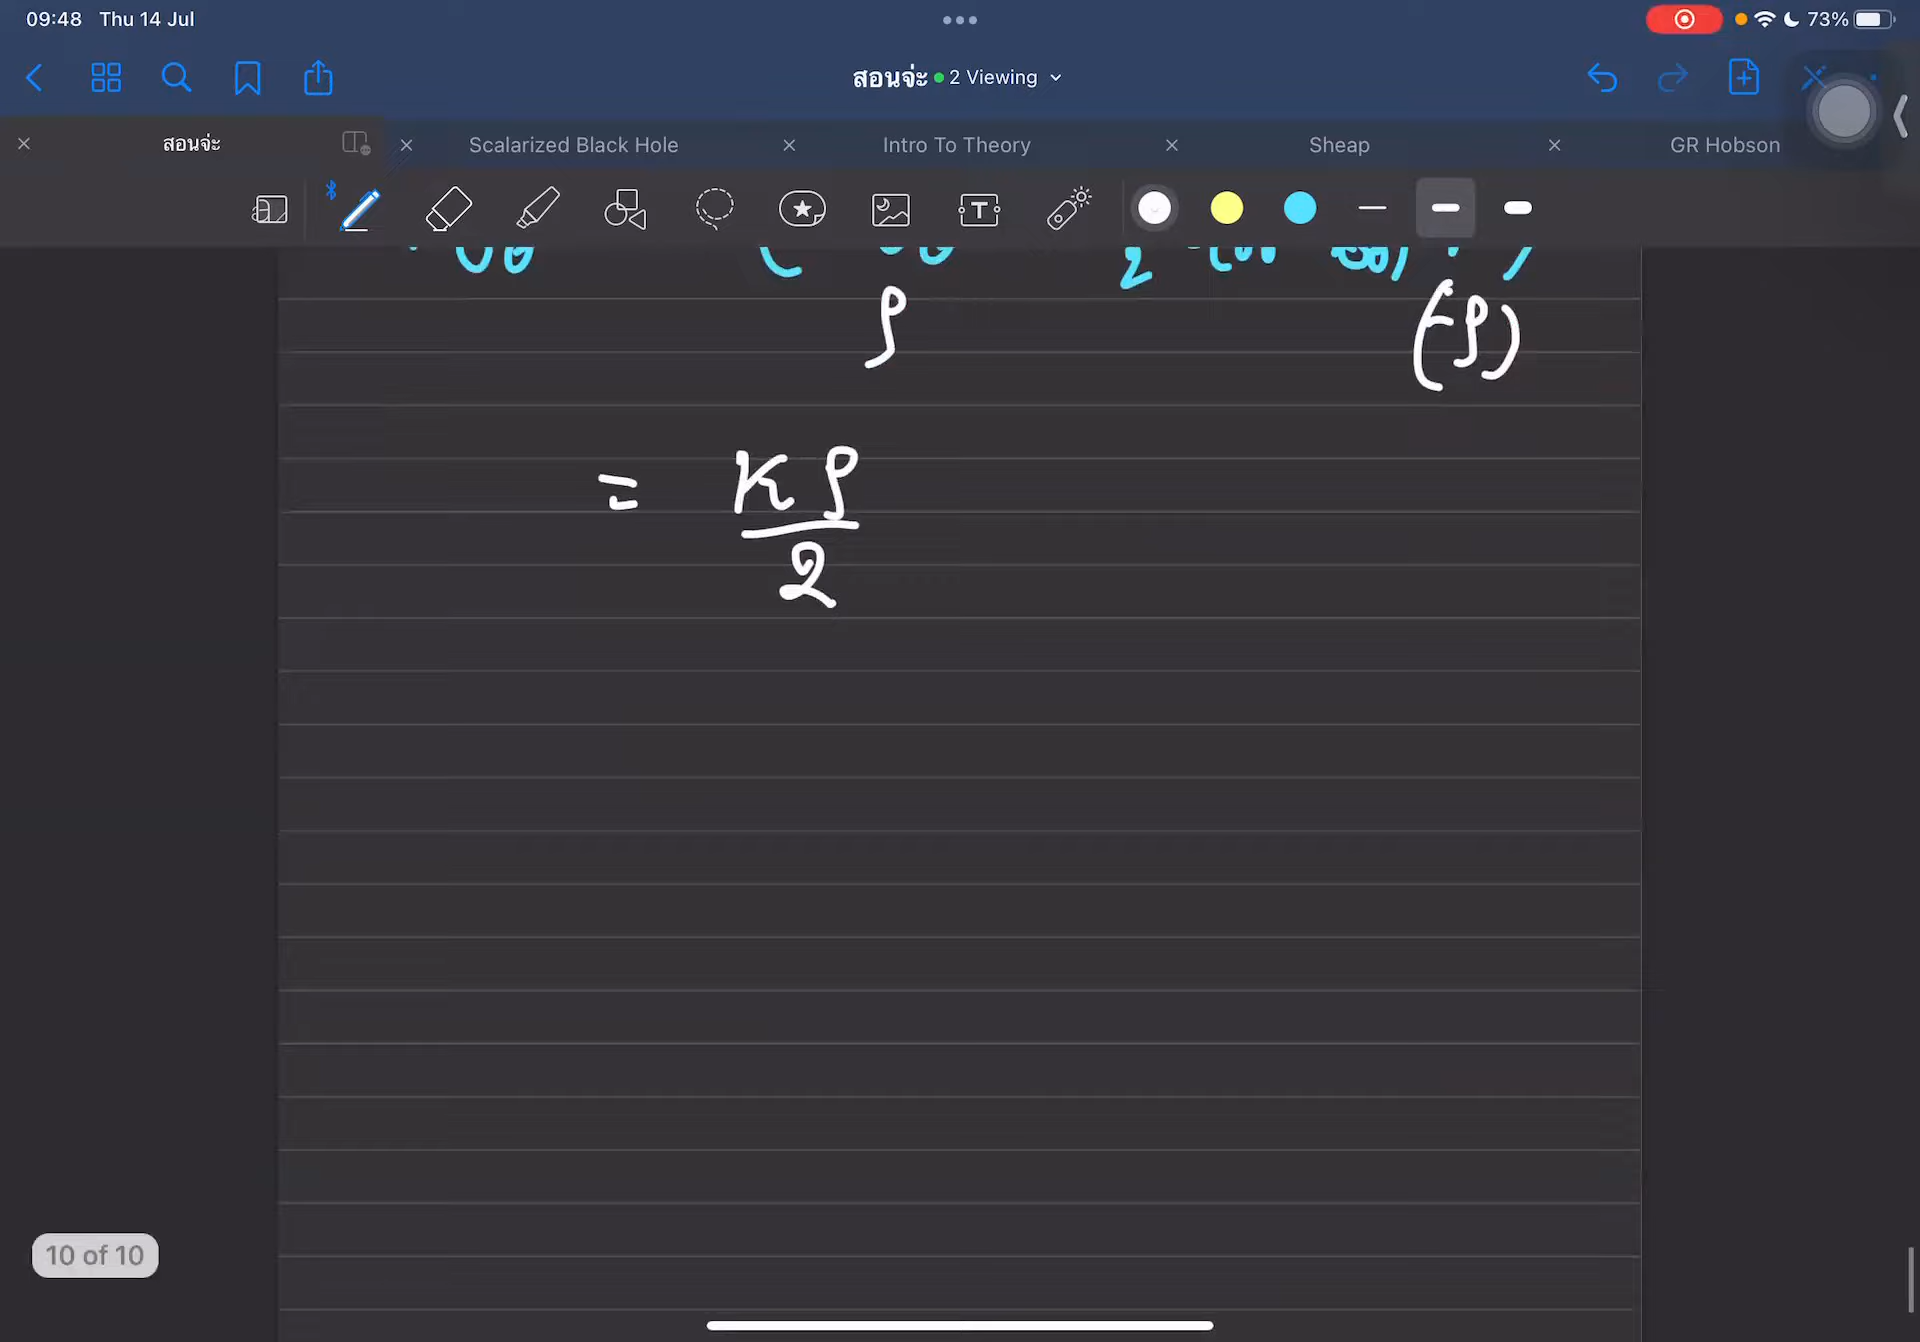 09:48 Thu 14 Jul
73%
สอนจ่ะ 2 Viewing
สอนจ่ะ
Scalarized Black Hole
Intro To Theory
Sheap
GR Hobson
T
ρ
(-ρ)
= κρ/2
10 of 10